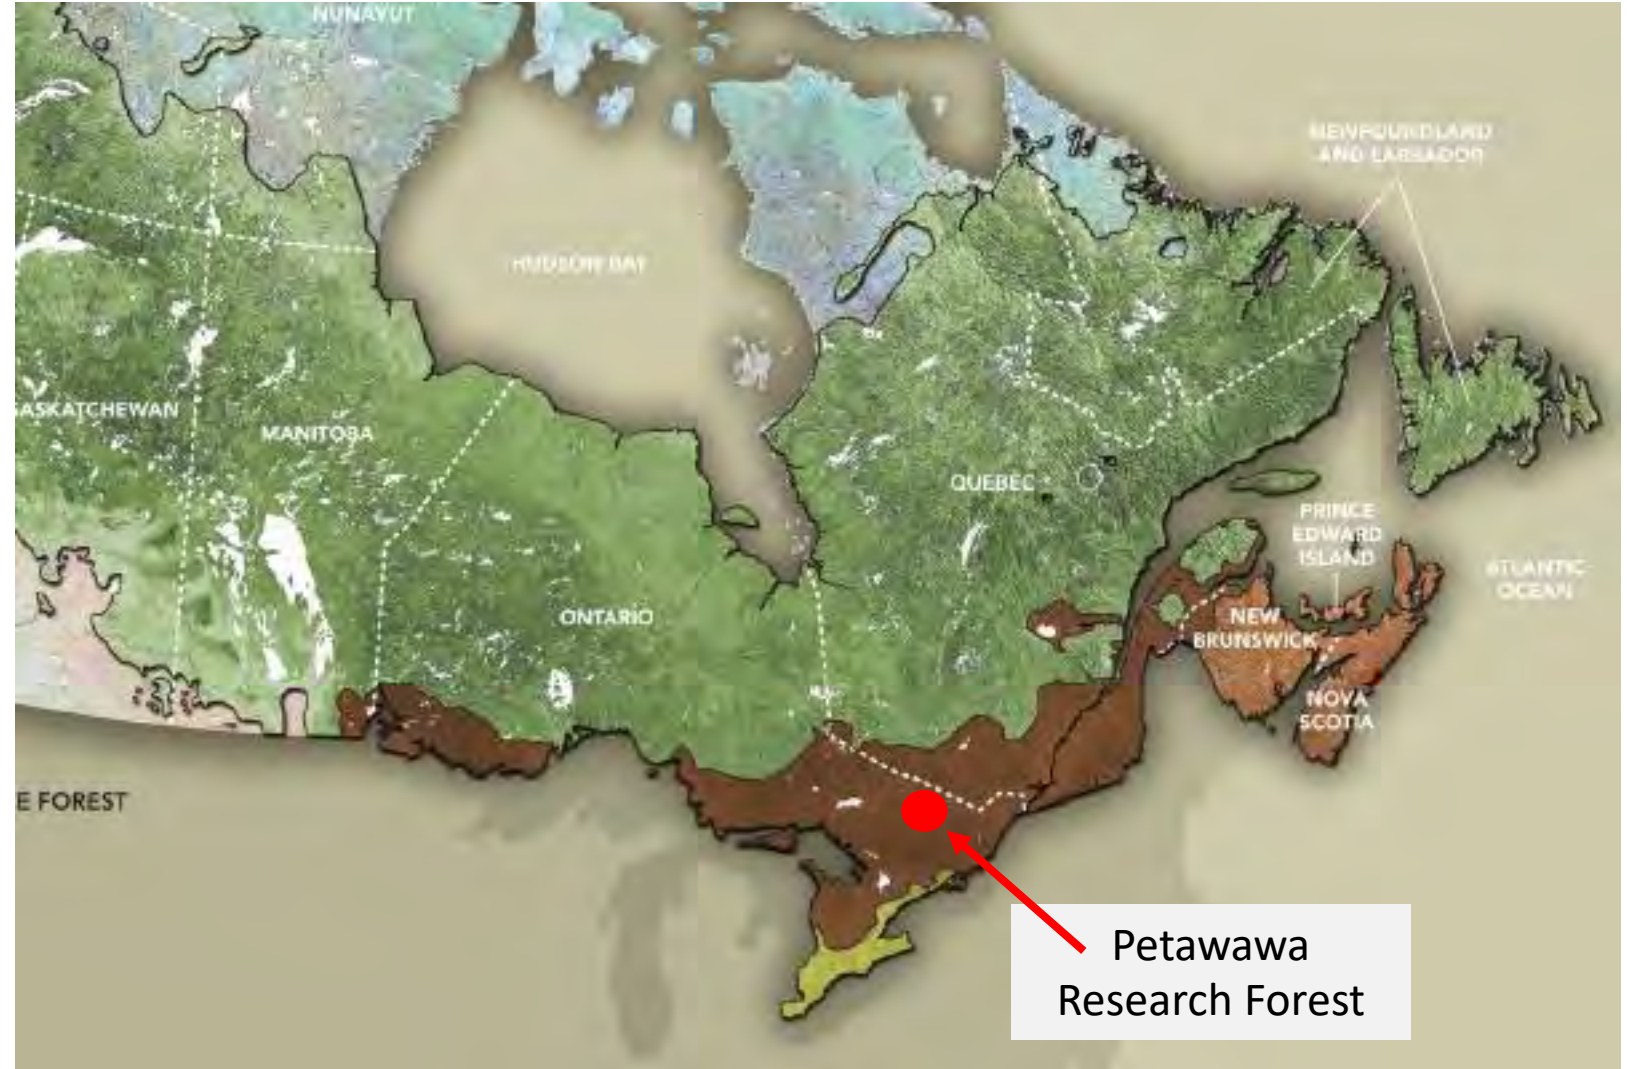 NUNAVUT
NEWFOUNDLAND
AND LABRADOR
HUDSON BAY
SASKATCHEWAN
MANITOBA
QUEBEC
PRINCE
EDWARD
ISLAND
ATLANTIC
OCEAN
ONTARIO
NEW
BRUNSWICK
NOVA
SCOTIA
E FOREST
Petawawa
Research Forest